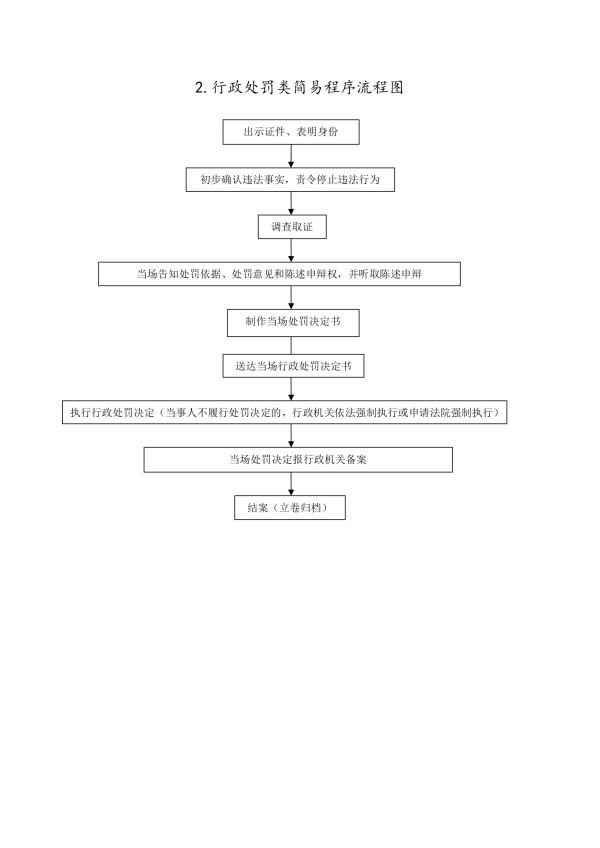 2.行政处罚类简易程序流程图
出示证件、表明身份
初步确认违法事实，责令停止违法行为
调查取证
当场告知处罚依据、处罚意见和陈述申辩权，并听取陈述申辩
制作当场处罚决定书
送达当场行政处罚决定书
执行行政处罚决定（当事人不履行处罚决定的，行政机关依法强制执行或申请法院强制执行）
当场处罚决定报行政机关备案
结案（立卷归档）